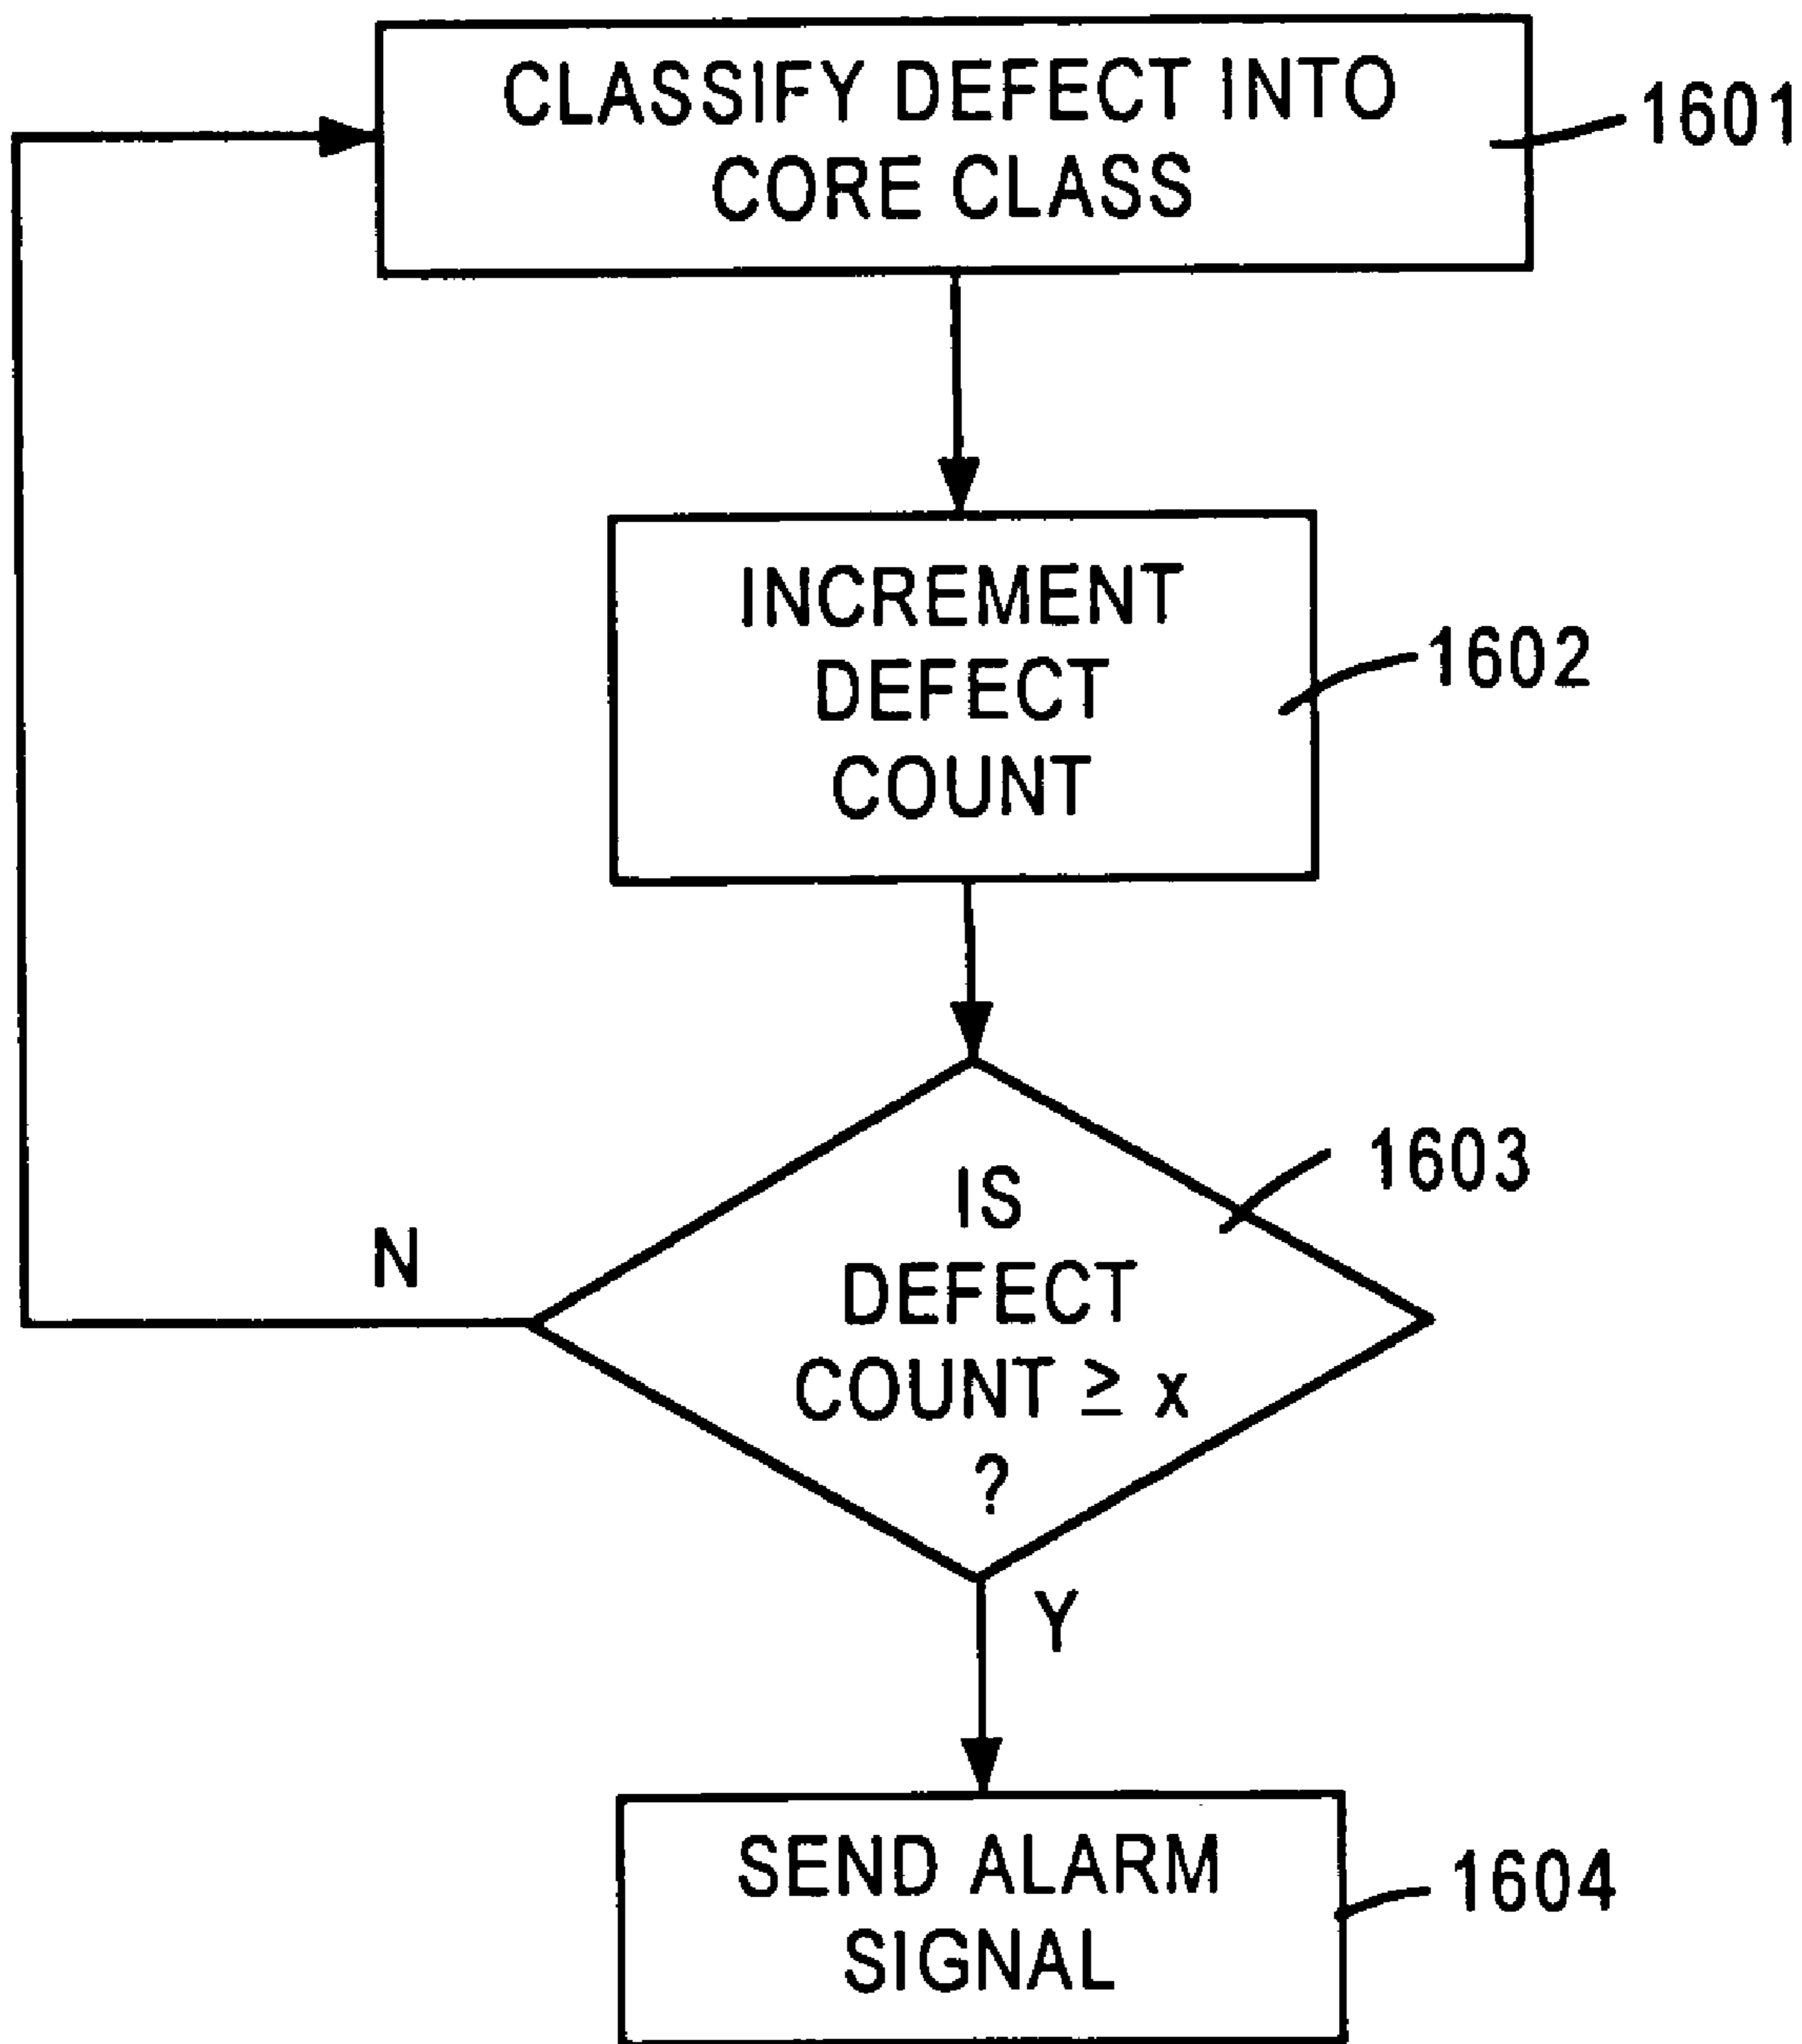 CLASSIFY DEFECT INTO
CORE CLASS
1601
INCREMENT
DEFECT
COUNT
1602
IS
DEFECT
COUNT ≥ x
?
1603
N
Y
SEND ALARM
SIGNAL
1604